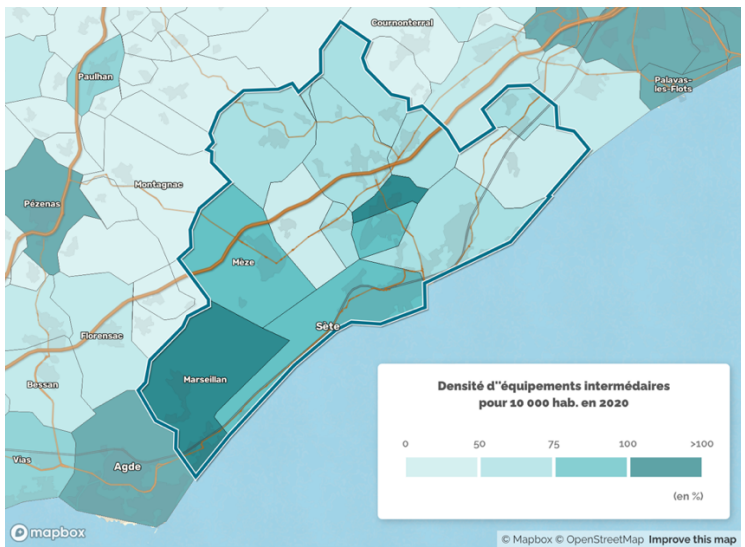 Cournonterral
Paulhan
Palavas-
les-Flots
Montagnac
Pézenas
Mèze
Florensac
Sète
Marseillan
Bessan
Agde
Vias
Densité d''équipements intermédaires
pour 10 000 hab. en 2020
0 50 75 100 >100
(en %)
mapbox
© Mapbox © OpenStreetMap Improve this map